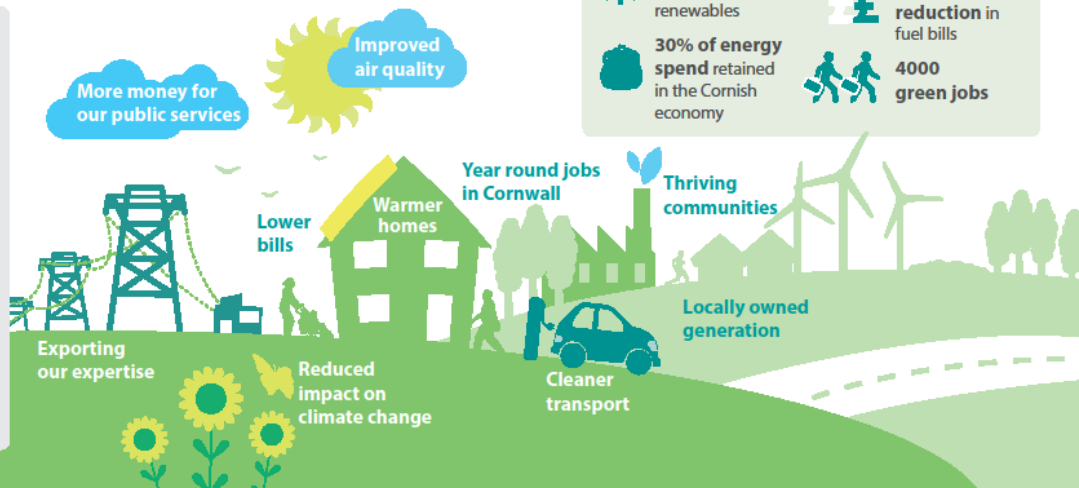 renewables
30% of energy
spend retained
in the Cornish
economy
reduction in
fuel bills
4000
green jobs
Improved
air quality
More money for
our public services
Year round jobs
in Cornwall
Thriving
communities
Lower
bills
Warmer
homes
Locally owned
generation
Exporting
our expertise
Reduced
impact on
climate change
Cleaner
transport